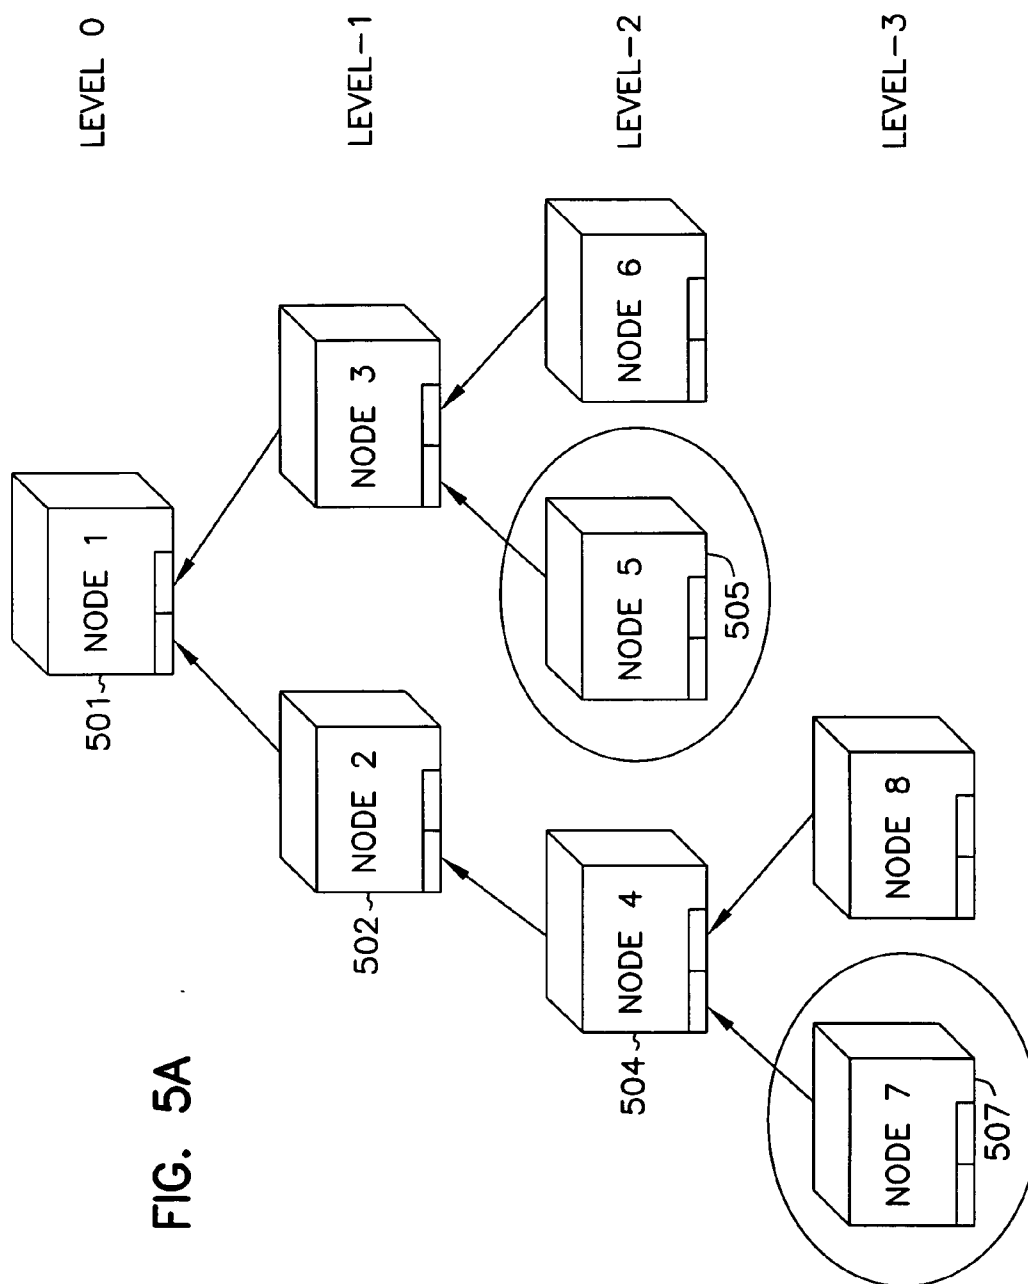 FIG. 5A
LEVEL 0
LEVEL-1
LEVEL-2
LEVEL-3
NODE 1
501
NODE 2
502
NODE 3
NODE 4
504
NODE 5
505
NODE 6
NODE 7
507
NODE 8